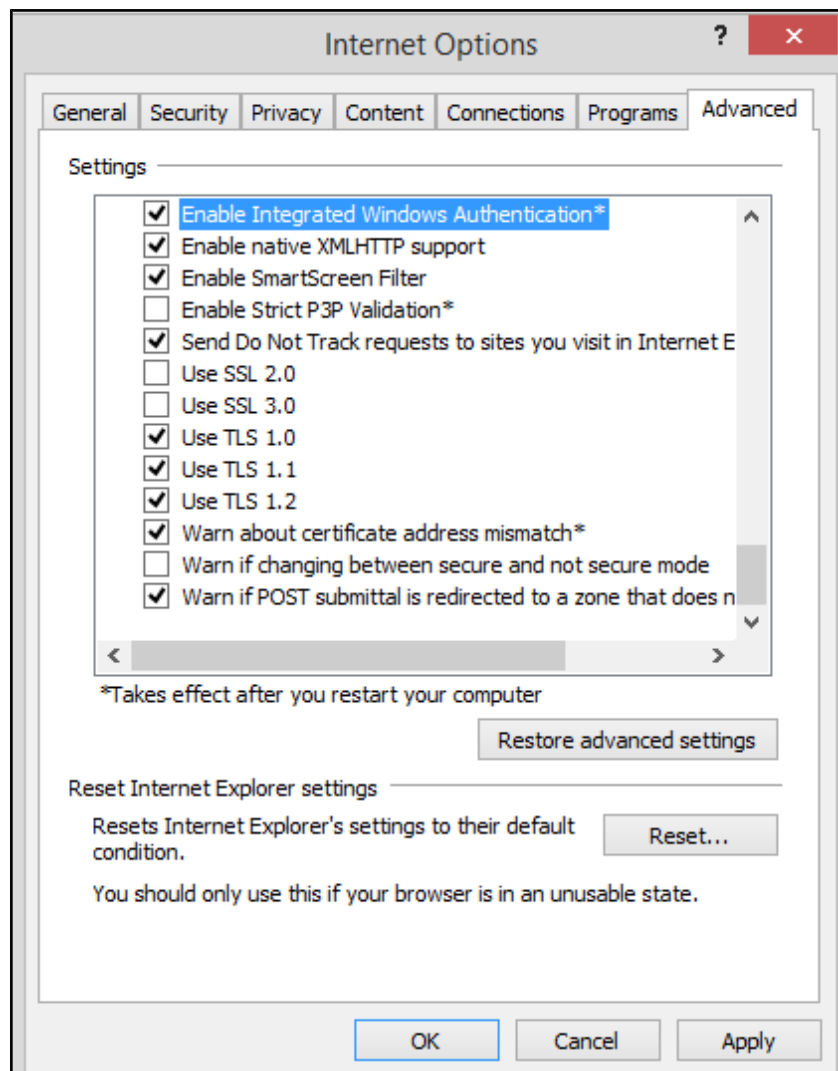 Internet Options
?
General Security Privacy Content Connections Programs Advanced
Settings
Enable Integrated Windows Authentication*
Enable native XMLHTTP support
Enable SmartScreen Filter
Enable Strict P3P Validation*
Send Do Not Track requests to sites you visit in Internet E
Use SSL 2.0
Use SSL 3.0
Use TLS 1.0
Use TLS 1.1
Use TLS 1.2
Warn about certificate address mismatch*
Warn if changing between secure and not secure mode
Warn if POST submittal is redirected to a zone that does n
*Takes effect after you restart your computer
Restore advanced settings
Reset Internet Explorer settings
Resets Internet Explorer's settings to their default
condition.
Reset...
You should only use this if your browser is in an unusable state.
OK Cancel Apply